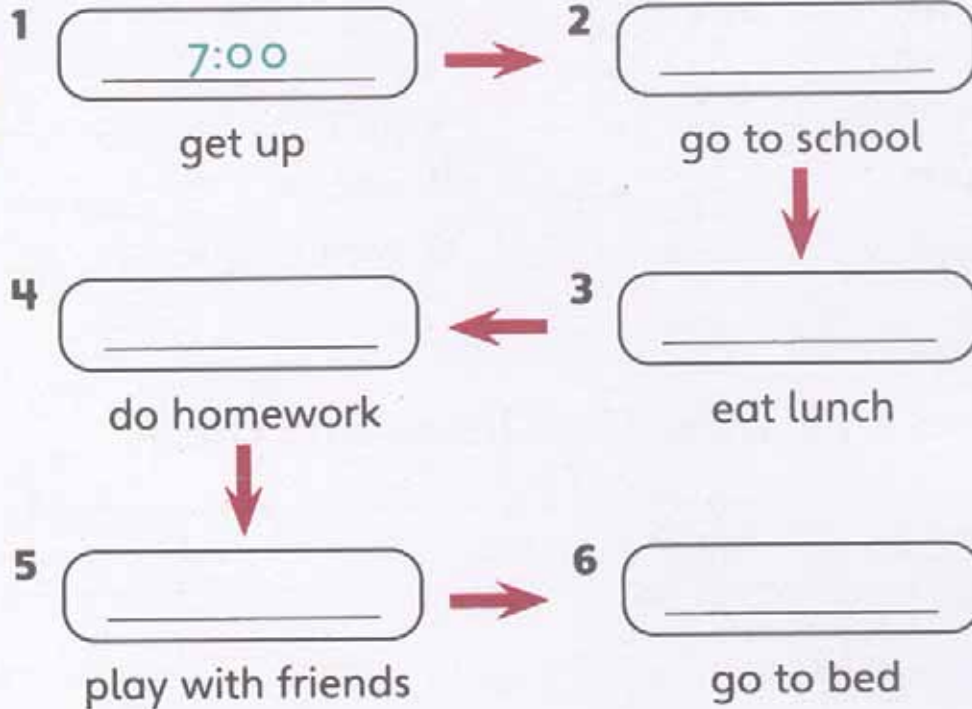 1
7:00
get up
2
go to school
3
eat lunch
4
do homework
5
play with friends
6
go to bed